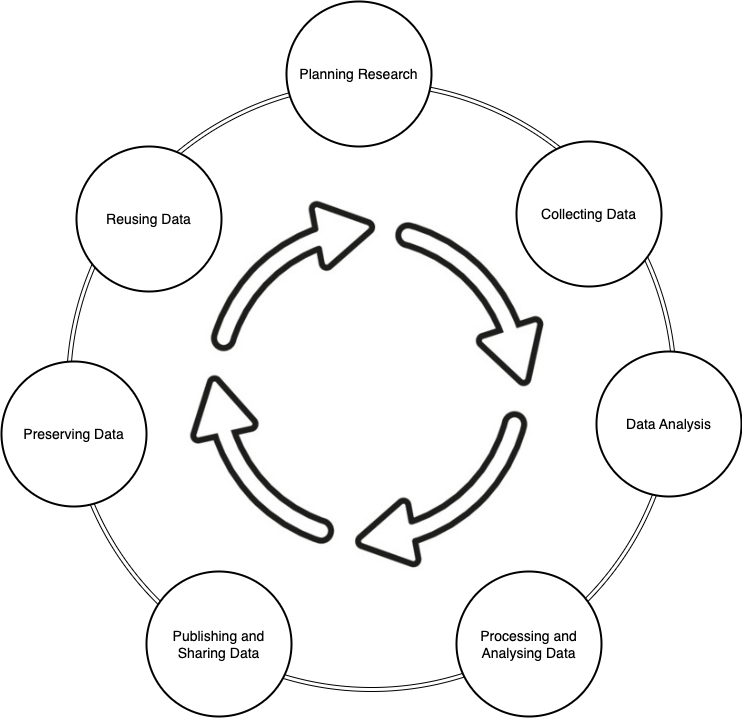 Planning Research
Collecting Data
Data Analysis
Processing and
Analysing Data
Publishing and
Sharing Data
Preserving Data
Reusing Data